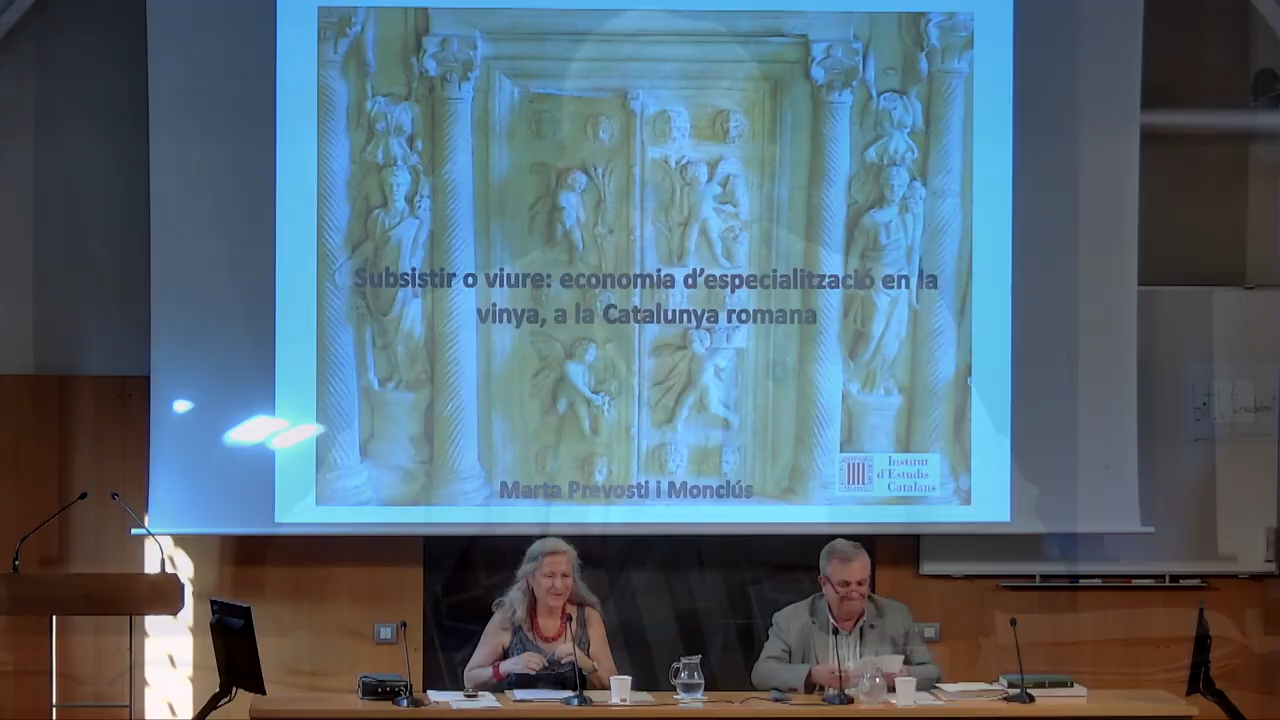 Subsistir o viure: economia d'especialització en la
vinya, a la Catalunya romana
Marta Prevosti i Monclús
Institut
d'Estudis
Catalans